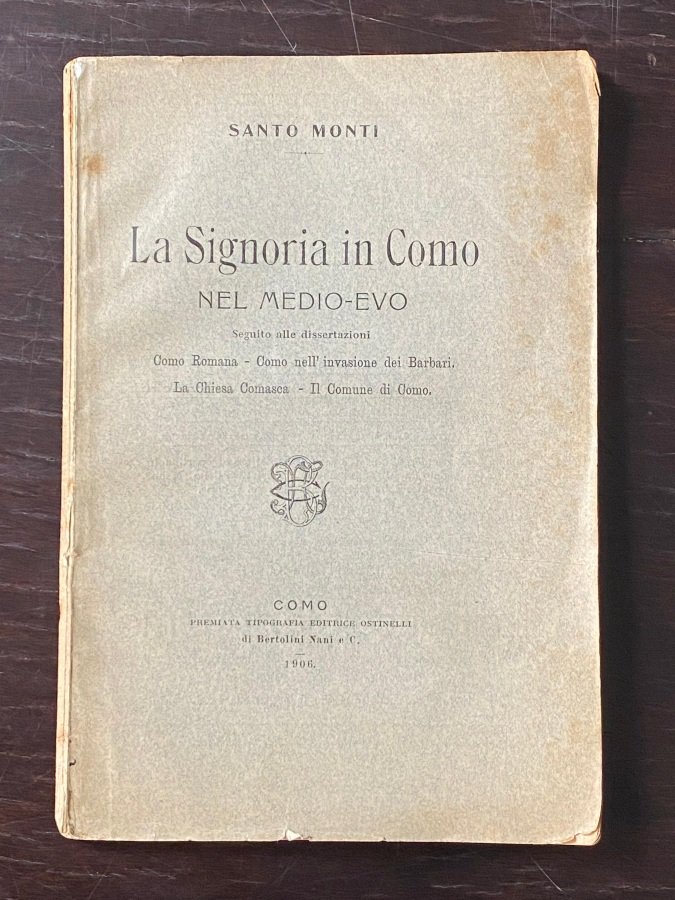 SANTO MONTI
La Signoria in Como
NEL MEDIO-EVO
Seguito alle dissertazioni
Como Romana - Como nell' invasione dei Barbari.
La Chiesa Comasca - Il Comune di Como.
COMO
PREMIATA TIPOGRAFIA EDITRICE OSTINELLI
di Bertolini Nani e C.
1906.